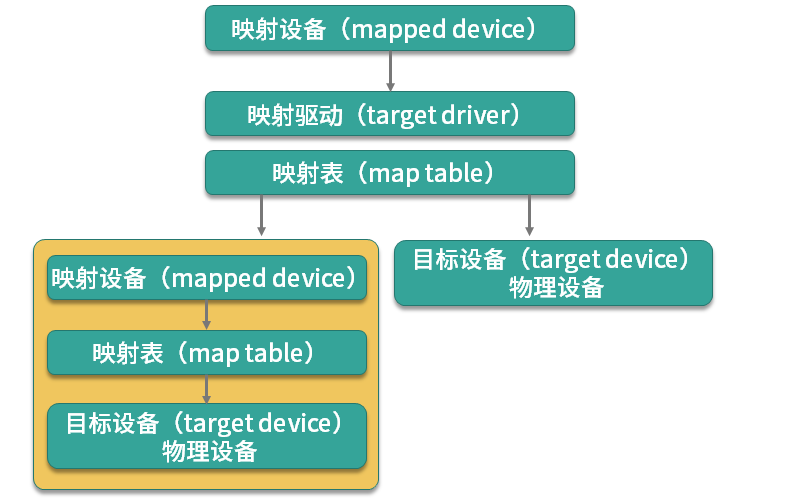 映射设备（mapped device）
映射驱动（target driver）
映射表（map table）
映射设备（mapped device）
映射表（map table）
目标设备（target device）
物理设备
目标设备（target device）
物理设备